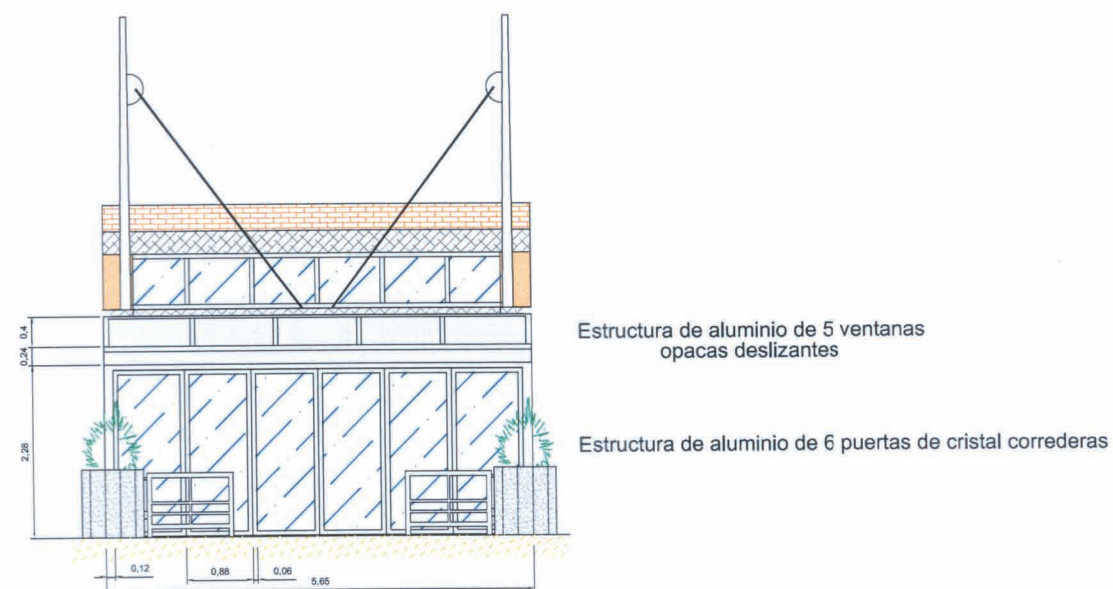 0,4
Estructura de aluminio de 5 ventanas
opacas deslizantes
0,24
2,26
Estructura de aluminio de 6 puertas de cristal correderas
0,12
0,88
0,06
5,65